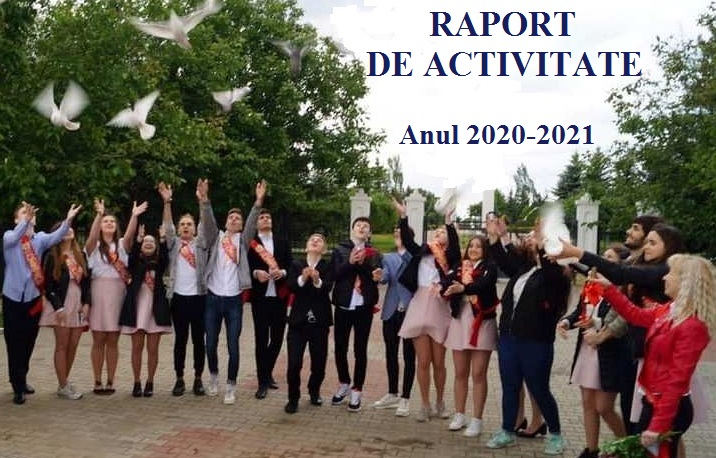 RAPORT
DE ACTIVITATE
Anul 2020-2021